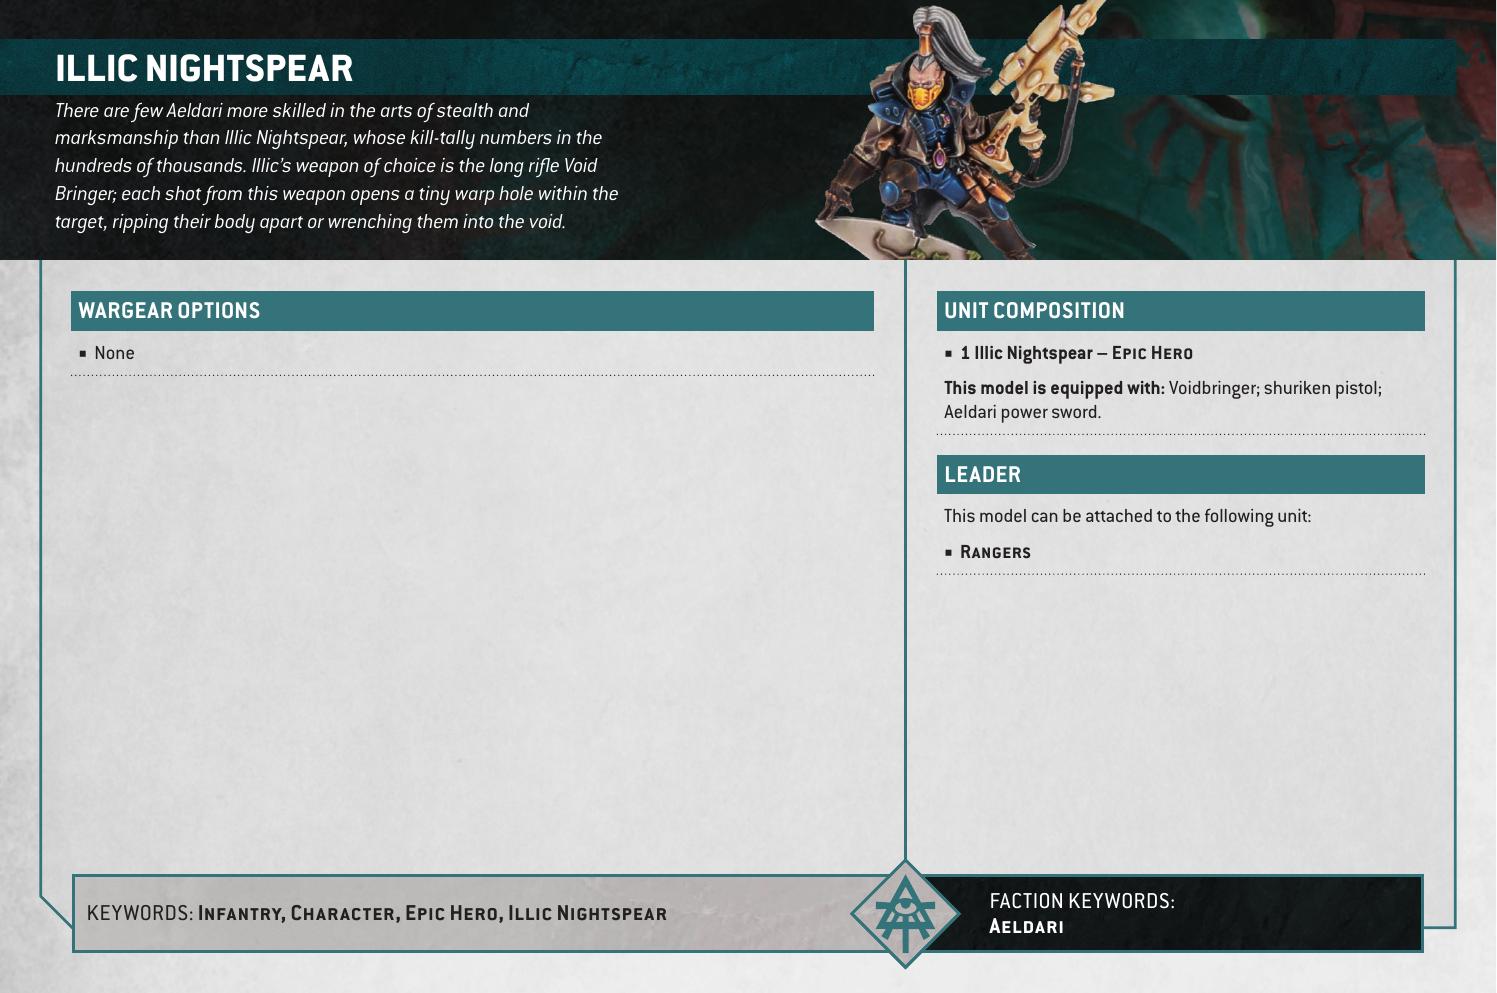 ILLIC NIGHTSPEAR
There are few Aeldari more skilled in the arts of stealth and
marksmanship than Illic Nightspear, whose kill-tally numbers in the
hundreds of thousands. Illic’s weapon of choice is the long rifle Void
Bringer; each shot from this weapon opens a tiny warp hole within the
target, ripping their body apart or wrenching them into the void.
WARGEAR OPTIONS
▪ None
UNIT COMPOSITION
▪ 1 Illic Nightspear – Epic Hero
This model is equipped with: Voidbringer; shuriken pistol;
Aeldari power sword.
LEADER
This model can be attached to the following unit:
▪ Rangers
KEYWORDS: Infantry, Character, Epic Hero, Illic Nightspear
FACTION KEYWORDS:
Aeldari